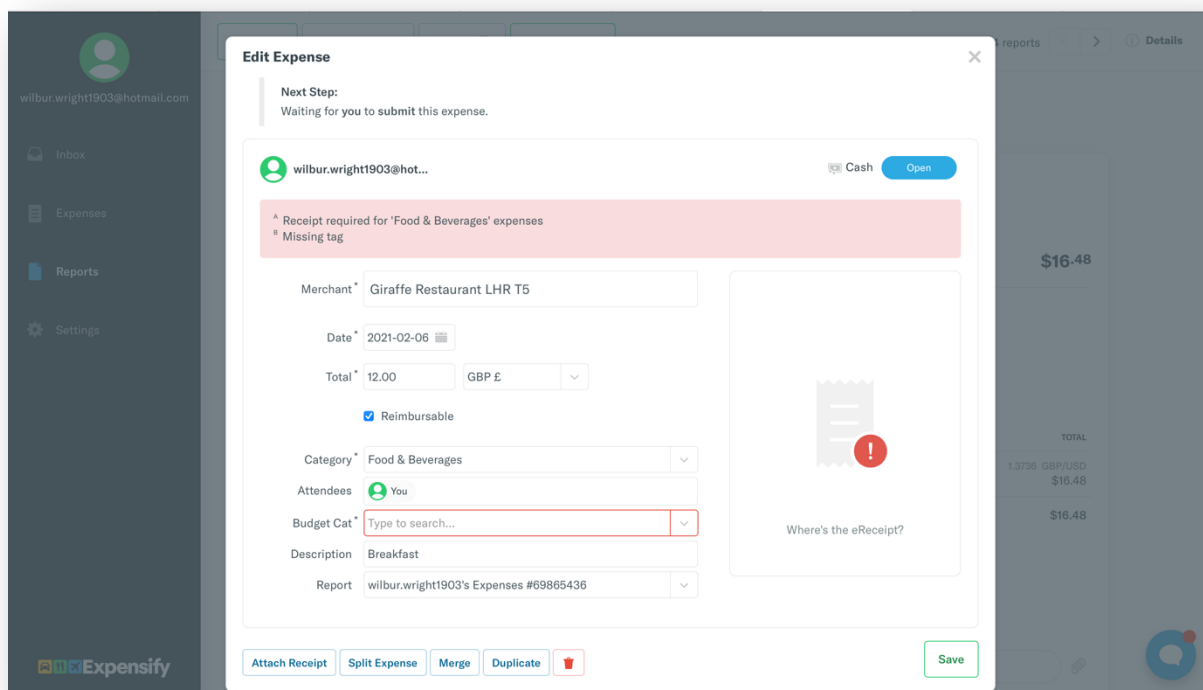 wilbur.wright1903@hotmail.com
Inbox
Expenses
Reports
Settings
Expensify
reports
Details
Edit Expense
Next Step:
Waiting for you to submit this expense.
wilbur.wright1903@hot...
Cash
Open
A Receipt required for 'Food & Beverages' expenses
B Missing tag
Merchant* Giraffe Restaurant LHR T5
Date* 2021-02-06
Total* 12.00 GBP £
Reimbursable
Category* Food & Beverages
Attendees You
Budget Cat* Type to search...
Description Breakfast
Report wilbur.wright1903's Expenses #69865436
!
Where's the eReceipt?
Attach Receipt Split Expense Merge Duplicate
Save
$16.48
TOTAL
1.3736 GBP/USD
$16.48
$16.48